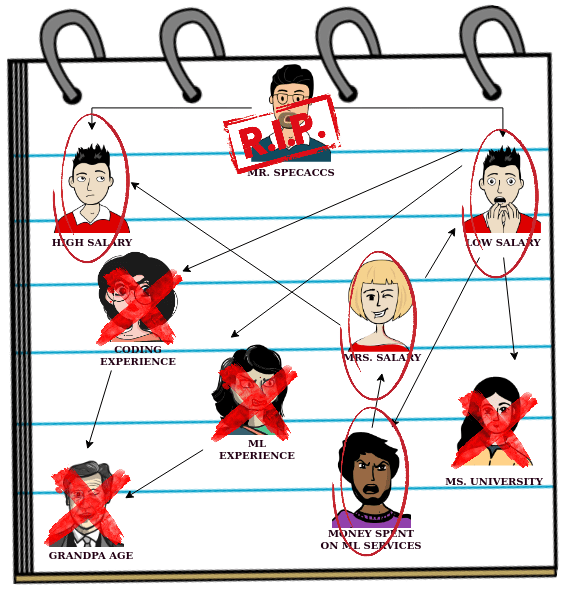 R.I.P.
MR. SPECACCS
HIGH SALARY
LOW SALARY
CODING
EXPERIENCE
MRS. SALARY
ML
EXPERIENCE
MS. UNIVERSITY
MONEY SPENT
ON ML SERVICES
GRANDPA AGE